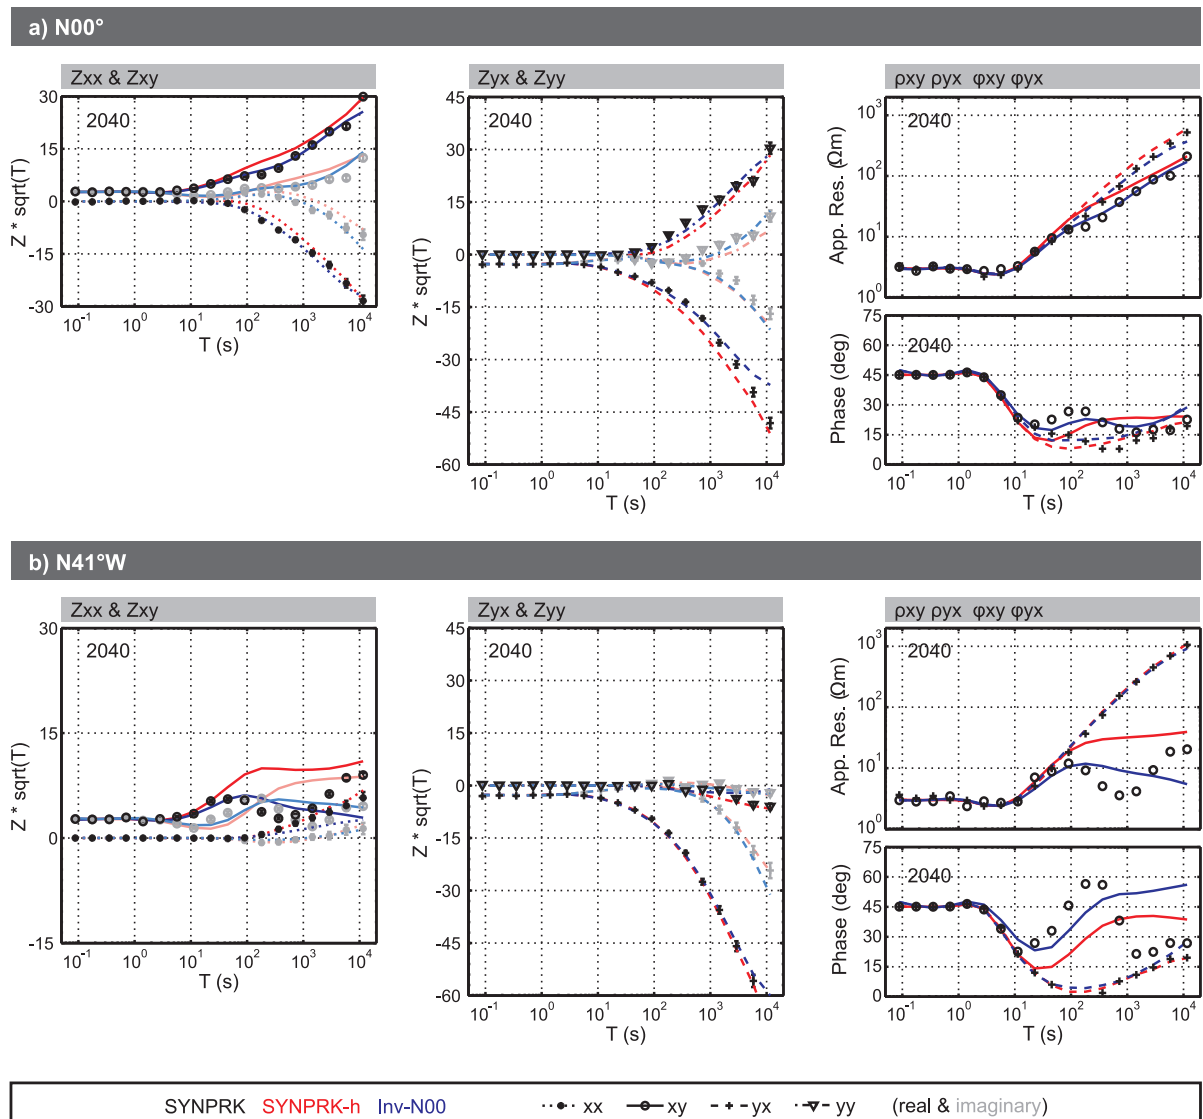 a) N00°
Zxx & Zxy
Zyx & Zyy
ρxy ρyx φxy φyx
30
15
0
-15
-30
Z * sqrt(T)
2040
10⁻¹ 10⁰ 10¹ 10² 10³ 10⁴
T (s)
45
30
15
0
-15
-30
-45
-60
Z * sqrt(T)
2040
10⁻¹ 10⁰ 10¹ 10² 10³ 10⁴
T (s)
10³
10²
10¹
10⁰
App. Res. (Ωm)
2040
75
60
45
30
15
0
Phase (deg)
2040
10⁻¹ 10⁰ 10¹ 10² 10³ 10⁴
T (s)
b) N41°W
Zxx & Zxy
Zyx & Zyy
ρxy ρyx φxy φyx
30
15
0
-15
Z * sqrt(T)
2040
10⁻¹ 10⁰ 10¹ 10² 10³ 10⁴
T (s)
45
30
15
0
-15
-30
-45
-60
Z * sqrt(T)
2040
10⁻¹ 10⁰ 10¹ 10² 10³ 10⁴
T (s)
10³
10²
10¹
10⁰
App. Res. (Ωm)
2040
75
60
45
30
15
0
Phase (deg)
2040
10⁻¹ 10⁰ 10¹ 10² 10³ 10⁴
T (s)
SYNPRK SYNPRK-h Inv-N00 xx xy yx yy (real & imaginary)